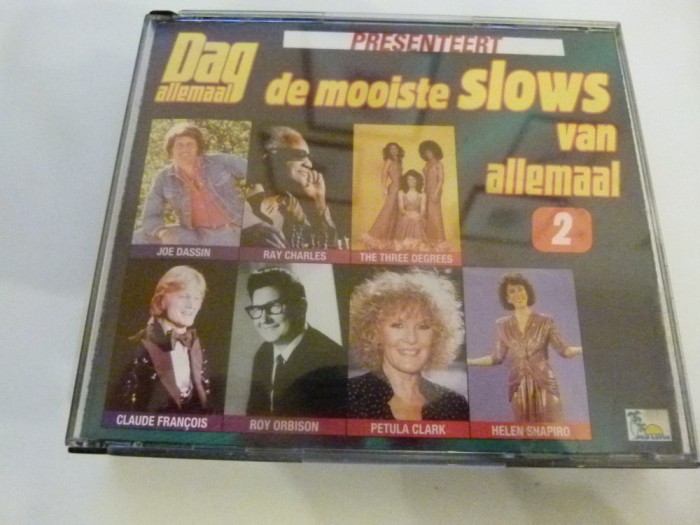 PRESENTEERT
Dag
allemaal
de mooiste slows
van
allemaal
2
JOE DASSIN
RAY CHARLES
THE THREE DEGREES
CLAUDE FRANÇOIS
ROY ORBISON
PETULA CLARK
HELEN SHAPIRO